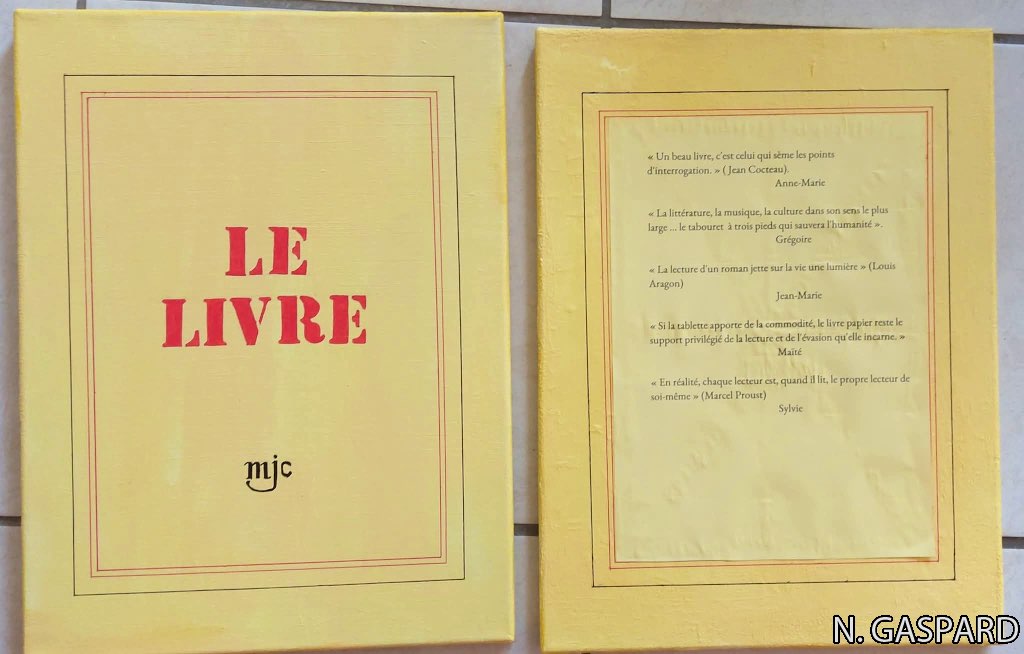 LE
LIVRE
mjc
« Un beau livre, c'est celui qui sème les points
d'interrogation. » ( Jean Cocteau).
Anne-Marie
« La littérature, la musique, la culture dans son sens le plus
large ... le tabouret à trois pieds qui sauvera l'humanité ».
Grégoire
« La lecture d'un roman jette sur la vie une lumière » (Louis
Aragon)
Jean-Marie
« Si la tablette apporte de la commodité, le livre papier reste le
support privilégié de la lecture et de l'évasion qu'elle incarne. »
Maïté
« En réalité, chaque lecteur est, quand il lit, le propre lecteur de
soi-même » (Marcel Proust)
Sylvie
N. GASPARD